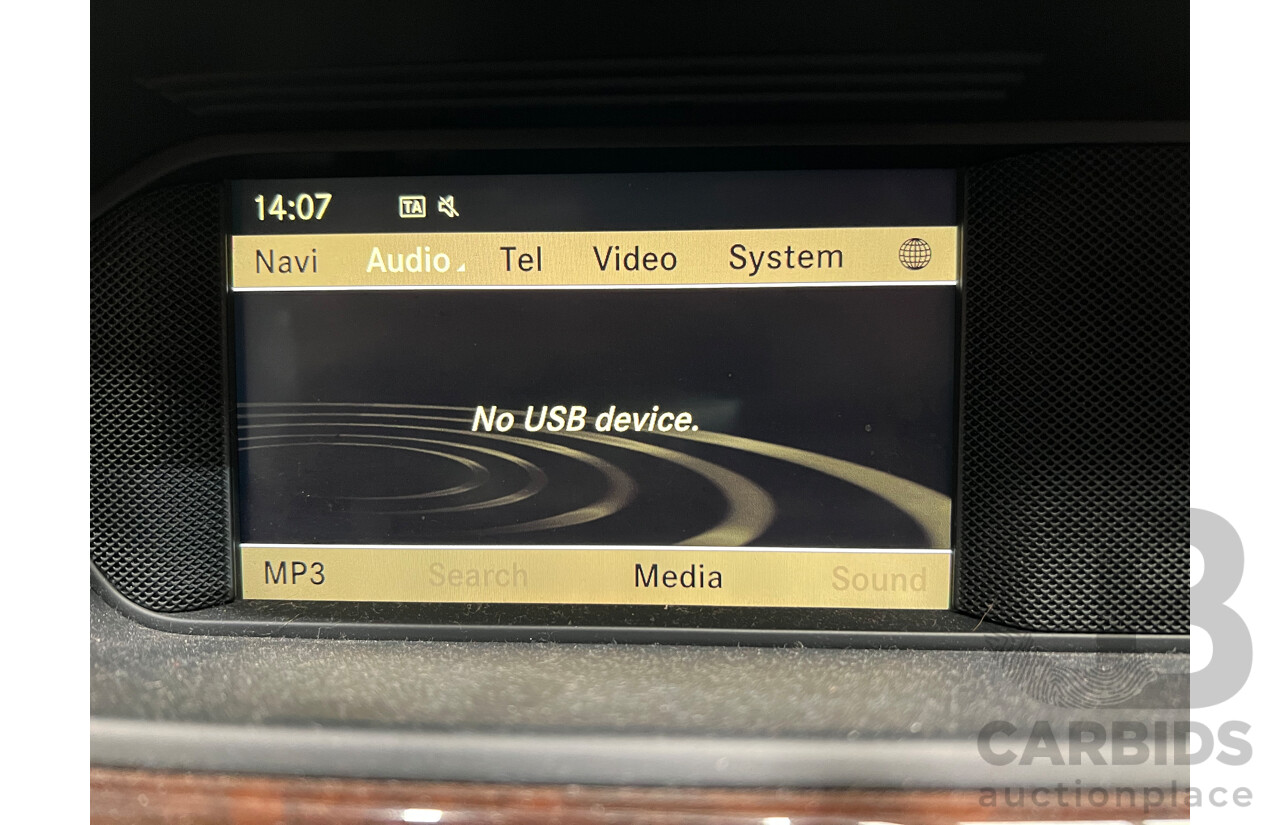 14:07 TA
Navi Audio Tel Video System
No USB device.
MP3 Search Media Sound
B
CARBIDS
auctionplace